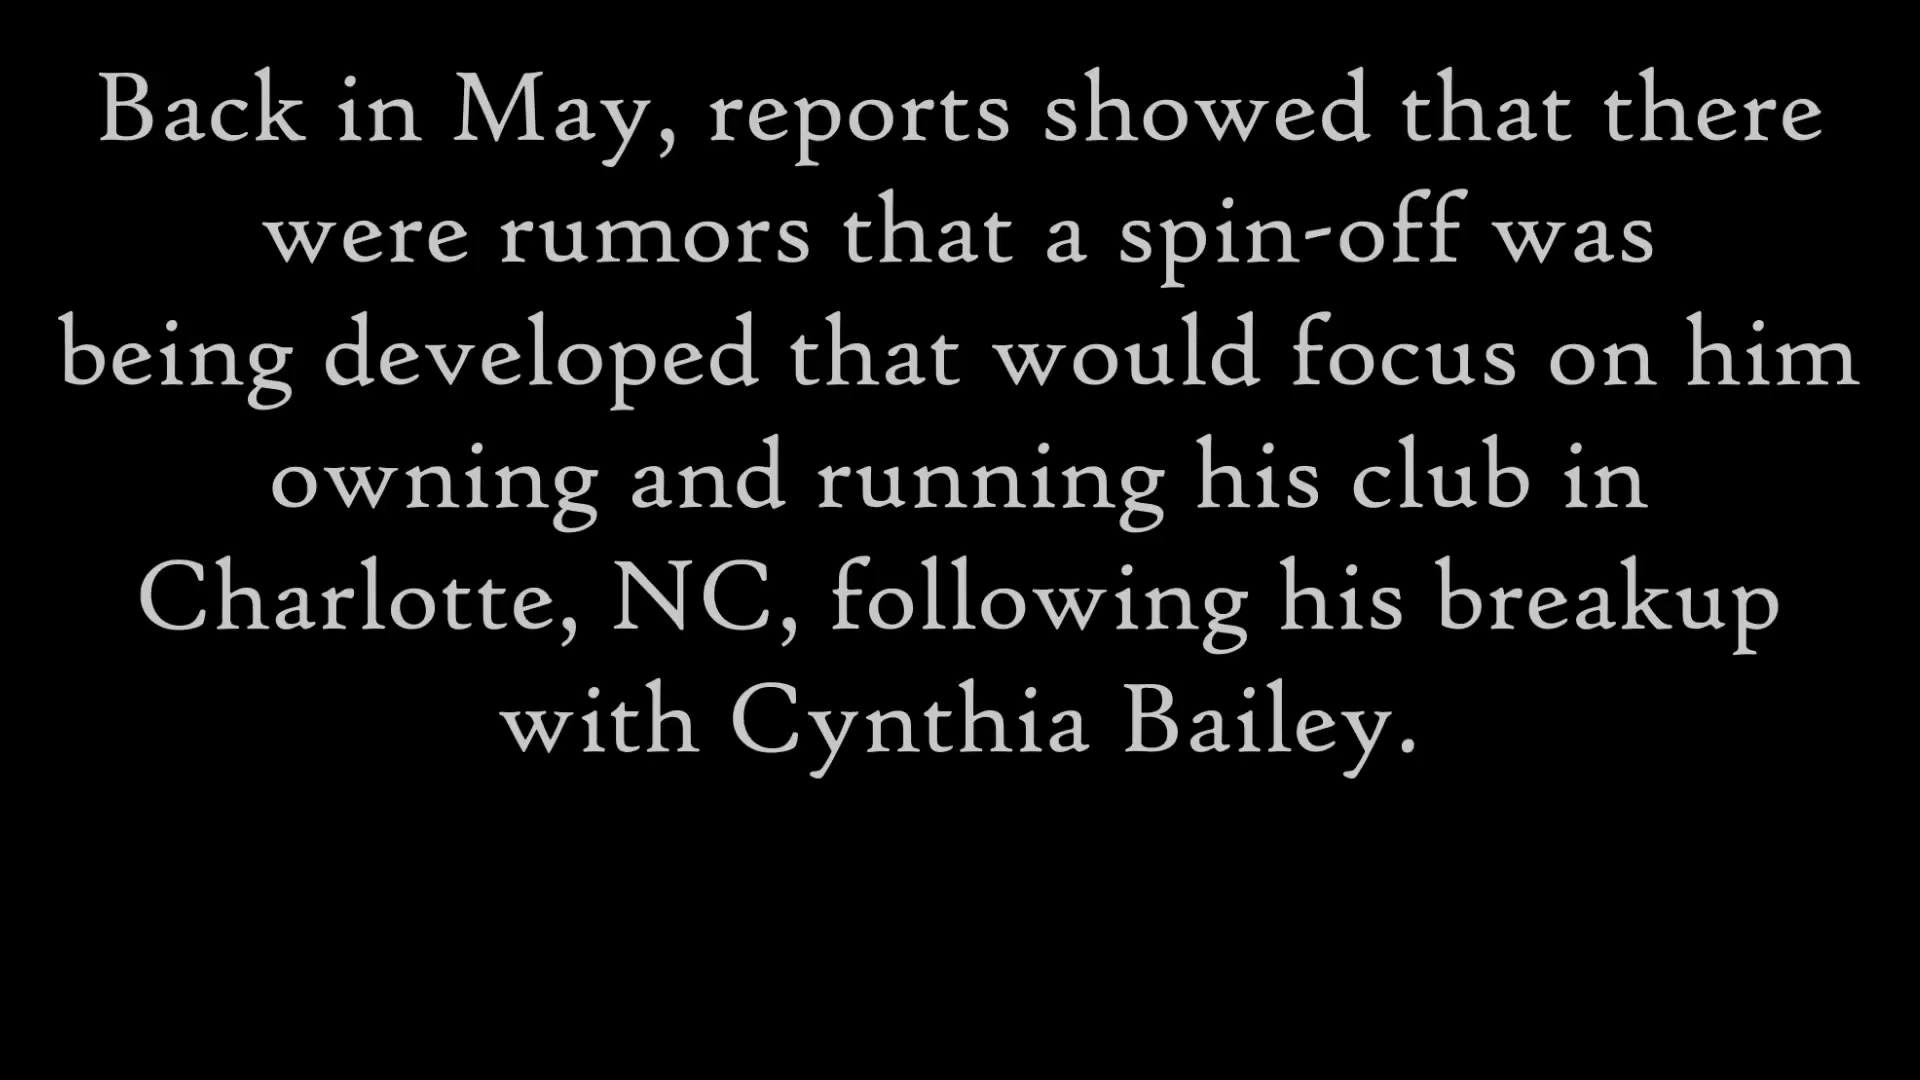 Back in May, reports showed that there
were rumors that a spin-off was
being developed that would focus on him
owning and running his club in
Charlotte, NC, following his breakup
with Cynthia Bailey.